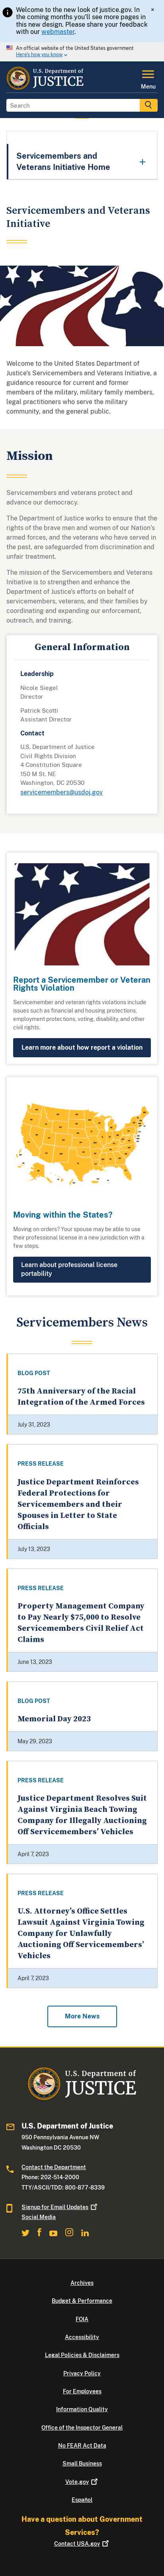 Welcome to the new look of justice.gov. In
the coming months you'll see more pages in
this new design. Please share your feedback
with our webmaster.
×
An official website of the United States government
Here's how you know
U.S. DEPARTMENT OF
JUSTICE
Menu
Search
Servicemembers and
Veterans Initiative Home
+
Servicemembers and Veterans
Initiative
Welcome to the United States Department of
Justice's Servicemembers and Veterans Initiative, a
guidance resource for current and former
members of the military, military family members,
legal practitioners who serve the military
community, and the general public.
Mission
Servicemembers and veterans protect and
advance our democracy.
The Department of Justice works to ensure that the
rights of the brave men and women of our Nation's
armed forces, and the veterans who have served
in the past, are safeguarded from discrimination and
unfair treatment.
The mission of the Servicemembers and Veterans
Initiative is to strengthen and enhance the
Department of Justice's efforts on behalf of
servicemembers, veterans, and their families by
coordinating and expanding our enforcement,
outreach, and training efforts.
General Information
Leadership
Nicole Siegel
Director
Patrick Scotti
Assistant Director
Contact
U.S. Department of Justice
Civil Rights Division
4 Constitution Square
150 M St. NE
Washington, DC 20530
servicemembers@usdoj.gov
Report a Servicemember or Veteran
Rights Violation
Servicemember and veteran rights violations include
issues such as financial and housing protections,
employment protections, voting, disability, and other
civil rights.
Learn more about how report a violation
Moving within the States?
Moving on orders? Your spouse may be able to use
their professional license in a new jurisdiction with a
few steps.
Learn about professional license
portability
Servicemembers News
BLOG POST
75th Anniversary of the Racial
Integration of the Armed Forces
July 31, 2023
PRESS RELEASE
Justice Department Reinforces
Federal Protections for
Servicemembers and their
Spouses in Letter to State
Officials
July 13, 2023
PRESS RELEASE
Property Management Company
to Pay Nearly $75,000 to Resolve
Servicemembers Civil Relief Act
Claims
June 13, 2023
BLOG POST
Memorial Day 2023
May 29, 2023
PRESS RELEASE
Justice Department Resolves Suit
Against Virginia Beach Towing
Company for Illegally Auctioning
Off Servicemembers' Vehicles
April 7, 2023
PRESS RELEASE
U.S. Attorney's Office Settles
Lawsuit Against Virginia Towing
Company for Unlawfully
Auctioning Off Servicemembers'
Vehicles
April 7, 2023
More News
U.S. DEPARTMENT OF
JUSTICE
U.S. Department of Justice
950 Pennsylvania Avenue NW
Washington DC 20530
Contact the Department
Phone: 202-514-2000
TTY/ASCII/TDD: 800-877-8339
Signup for Email Updates
Social Media
Archives
Budget & Performance
FOIA
Accessibility
Legal Policies & Disclaimers
Privacy Policy
For Employees
Information Quality
Office of the Inspector General
No FEAR Act Data
Small Business
Vote.gov
Español
Have a question about Government
Services?
Contact USA.gov